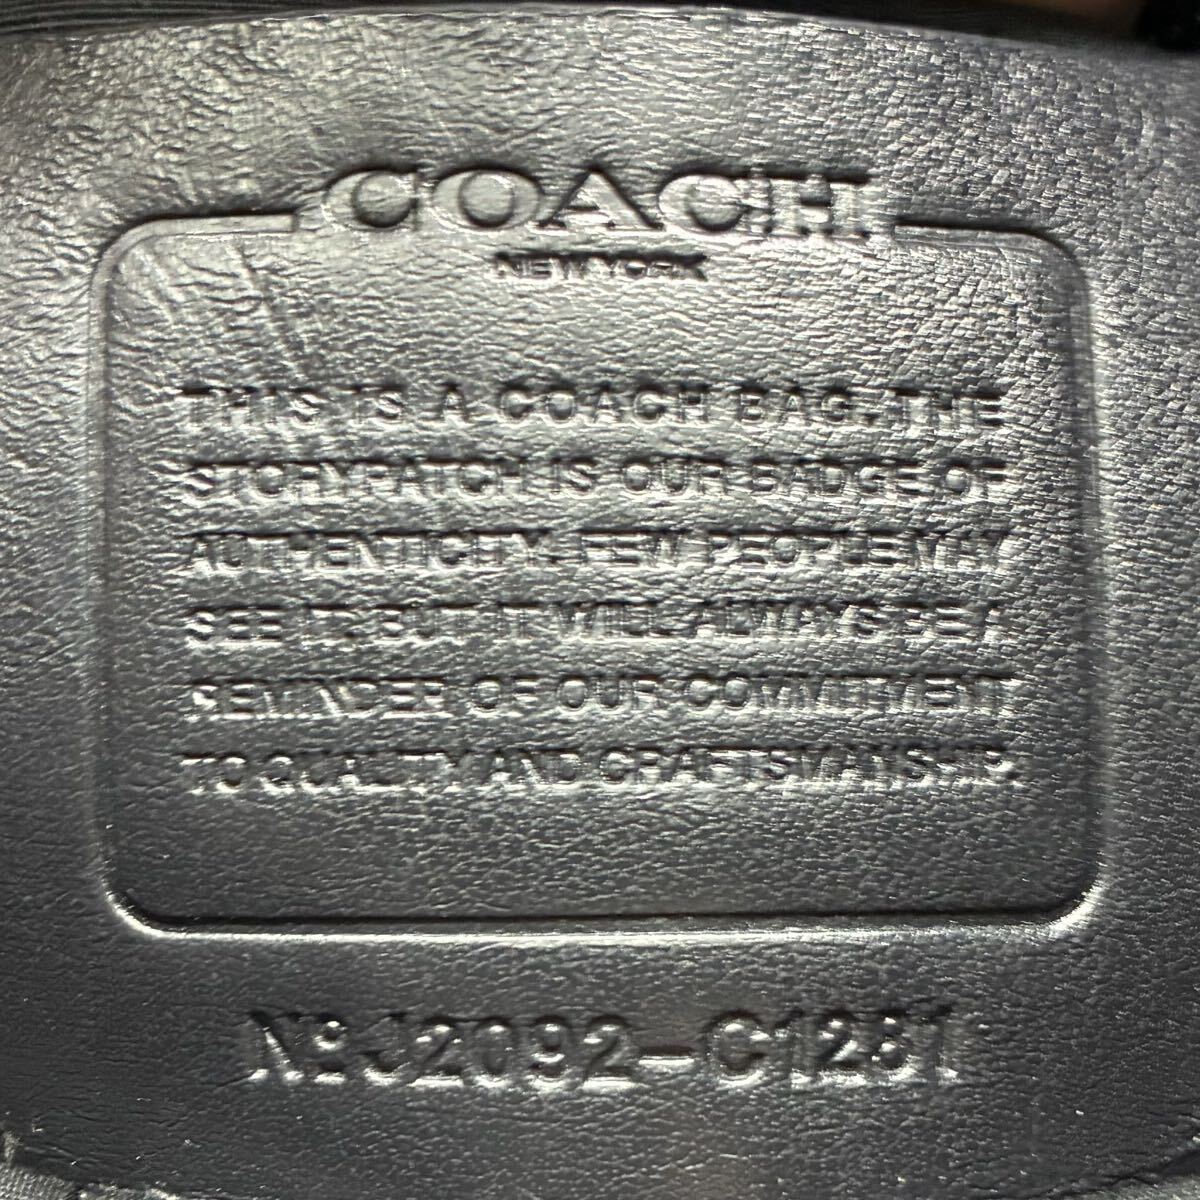 COACH
NEW YORK
THIS IS A COACH BAG. THE
STORYPATCH IS OUR BADGE OF
AUTHENTICITY. FEW PEOPLE MAY
SEE IT, BUT IT WILL ALWAYS BE A
REMINDER OF OUR COMMITMENT
TO QUALITY AND CRAFTSMANSHIP.
No J2092-C1281